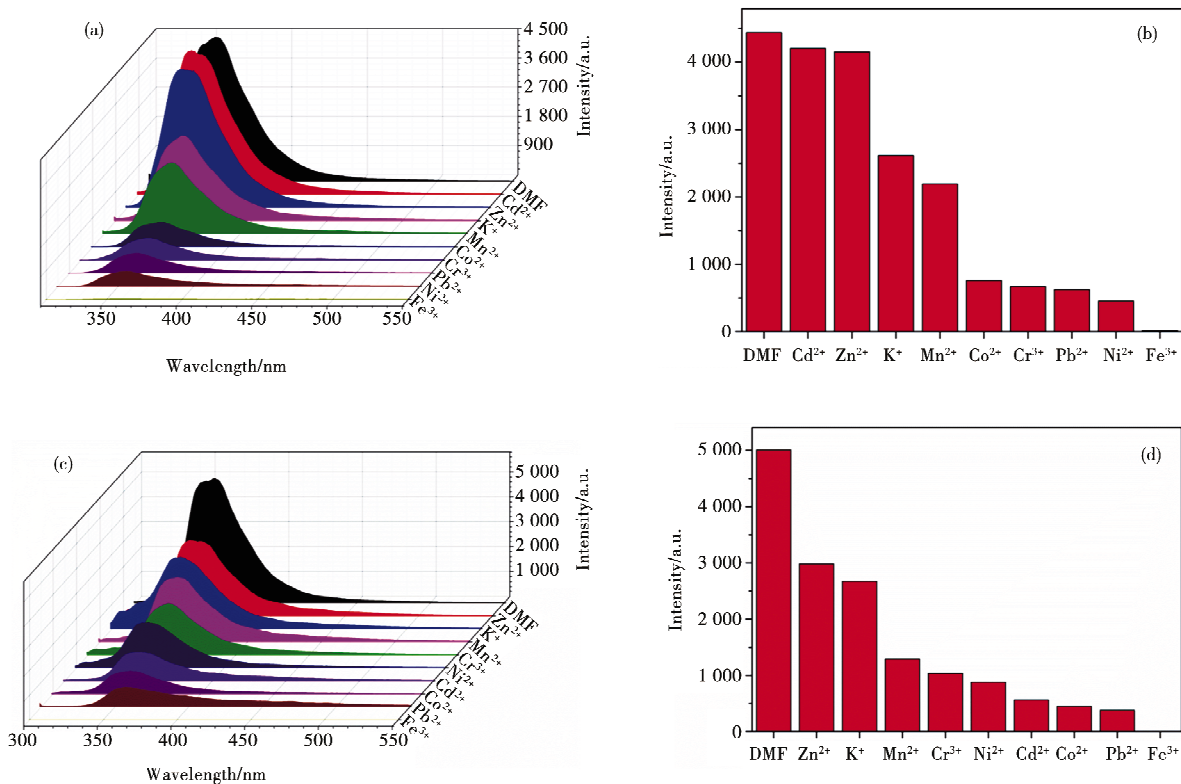 (a)
4 500
3 600
2 700
1 800
900
Intensity/a.u.
DMF
Cd²⁺
Zn²⁺
K⁺
Mn²⁺
Co²⁺
Cr³⁺
Pb²⁺
Ni²⁺
Fe³⁺
350 400 450 500 550
Wavelength/nm
(b)
4 000
3 000
2 000
1 000
0
Intensity/a.u.
DMF Cd²⁺ Zn²⁺ K⁺ Mn²⁺ Co²⁺ Cr³⁺ Pb²⁺ Ni²⁺ Fe³⁺
(c)
5 000
4 000
3 000
2 000
1 000
Intensity/a.u.
DMF
Zn²⁺
K⁺
Mn²⁺
Cr³⁺
Ni²⁺
Cd²⁺
Co²⁺
Pb²⁺
Fe³⁺
300 350 400 450 500 550
Wavelength/nm
(d)
5 000
4 000
3 000
2 000
1 000
0
Intensity/a.u.
DMF Zn²⁺ K⁺ Mn²⁺ Cr³⁺ Ni²⁺ Cd²⁺ Co²⁺ Pb²⁺ Fe³⁺